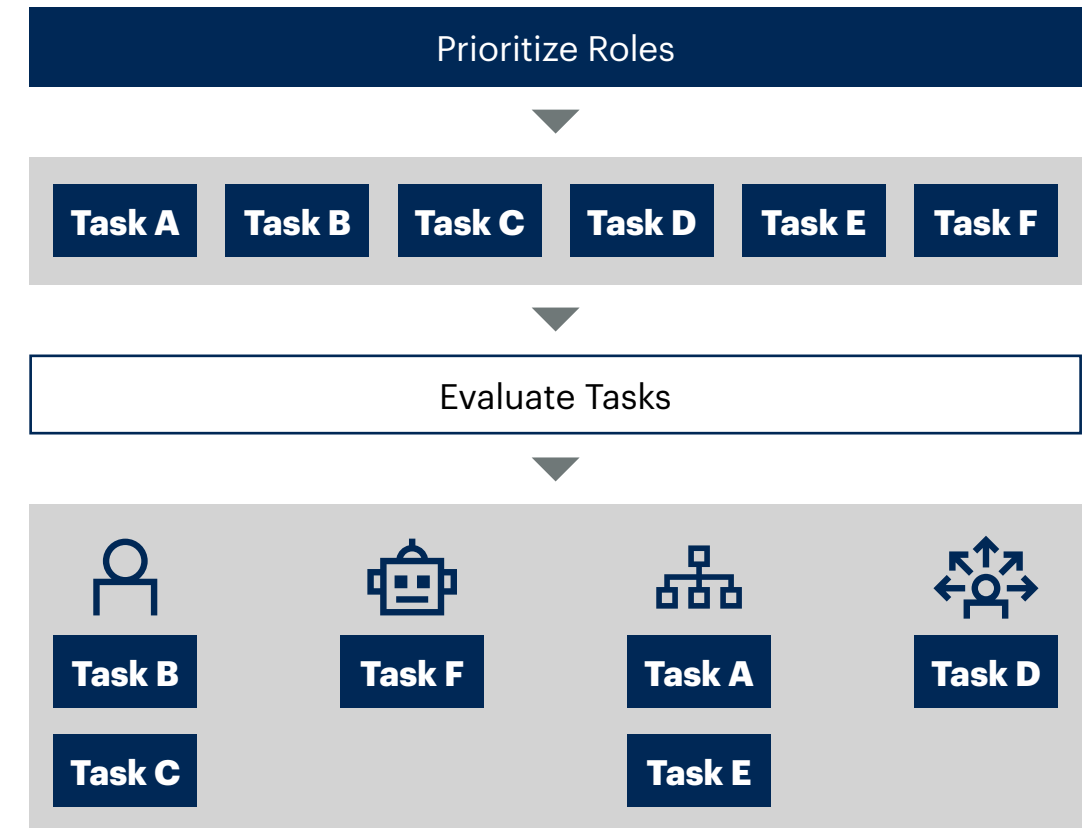 Prioritize Roles
Task A Task B Task C Task D Task E Task F
Evaluate Tasks
Task B Task F Task A Task D
Task C Task E